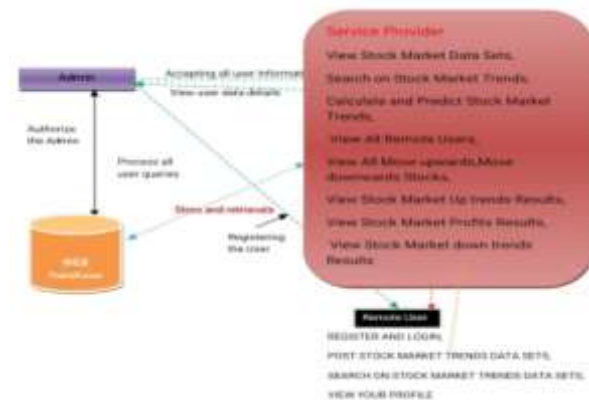 Service Provider
View Stock Market Data Sets,
Search on Stock Market Trends,
Calculate and Predict Stock Market
Trends,
View All Remote Users,
View All Move upwards,Move
downwards Stocks,
View Stock Market Up trends Results,
View Stock Market Profits Results,
View Stock Market down trends
Results
Admin
Accepting all user Informat
View user data details
Authorize
the Admin
Process all
user queries
Store and retrievals
Registering
the User
WEB
Remote User
REGISTER AND LOGIN,
POST STOCK MARKET TRENDS DATA SETS,
SEARCH ON STOCK MARKET TRENDS DATA SETS,
VIEW YOUR PROFILE